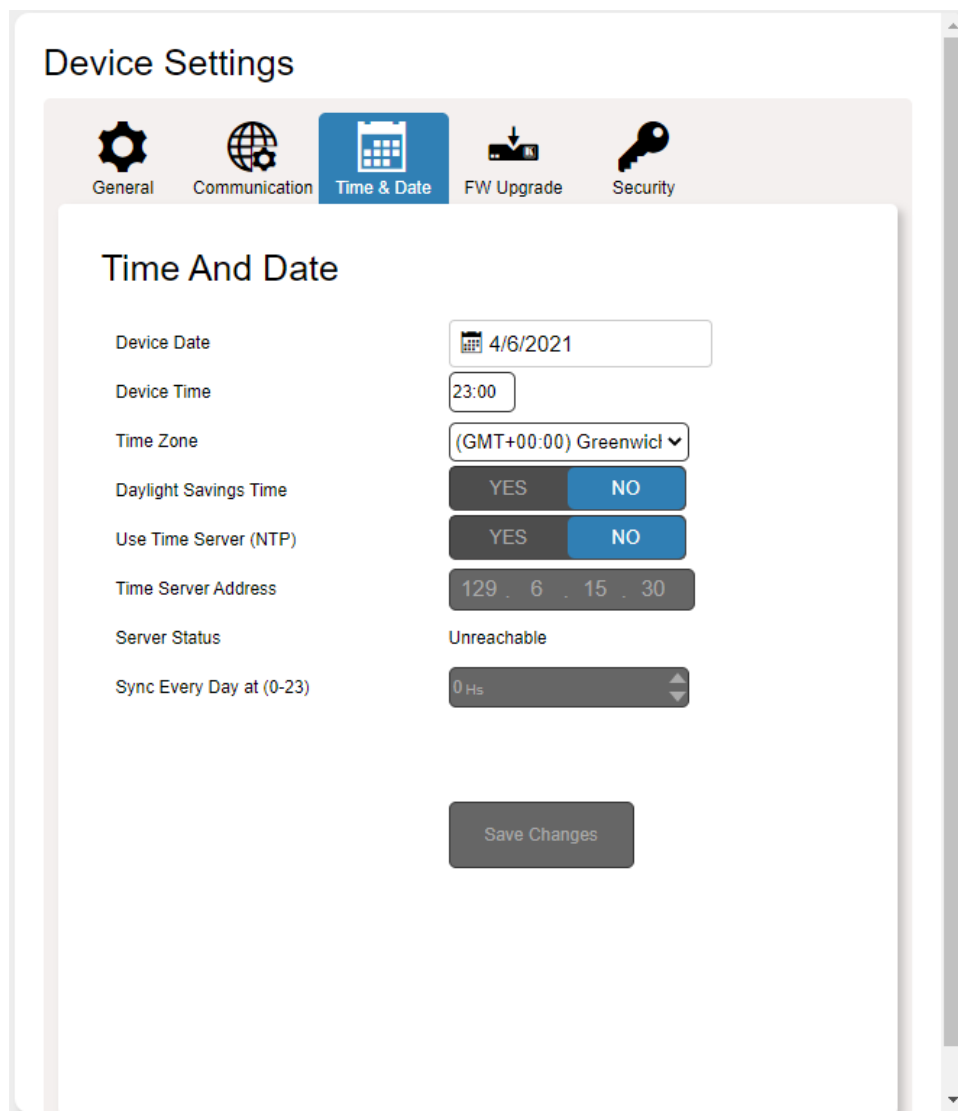 Device Settings
General Communication Time & Date FW Upgrade Security
Time And Date
Device Date 4/6/2021
Device Time 23:00
Time Zone (GMT+00:00) Greenwich
Daylight Savings Time YES NO
Use Time Server (NTP) YES NO
Time Server Address 129 . 6 . 15 . 30
Server Status Unreachable
Sync Every Day at (0-23) 0 Hs
Save Changes